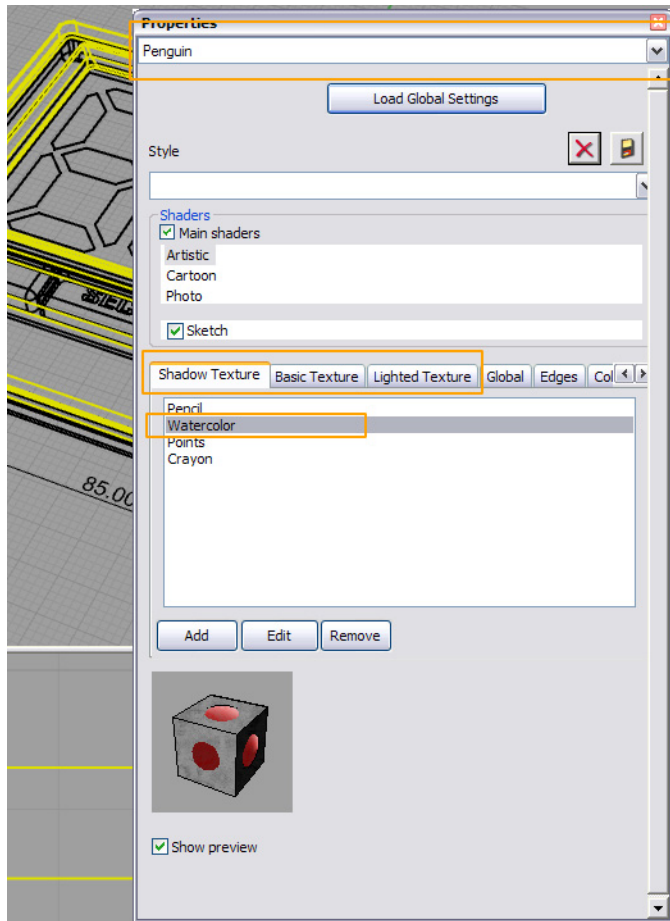 Properties
Penguin
Load Global Settings
Style
Shaders
Main shaders
Artistic
Cartoon
Photo
Sketch
Shadow Texture Basic Texture Lighted Texture Global Edges Col
Pencil
Watercolor
Points
Crayon
85.00
Add Edit Remove
Show preview